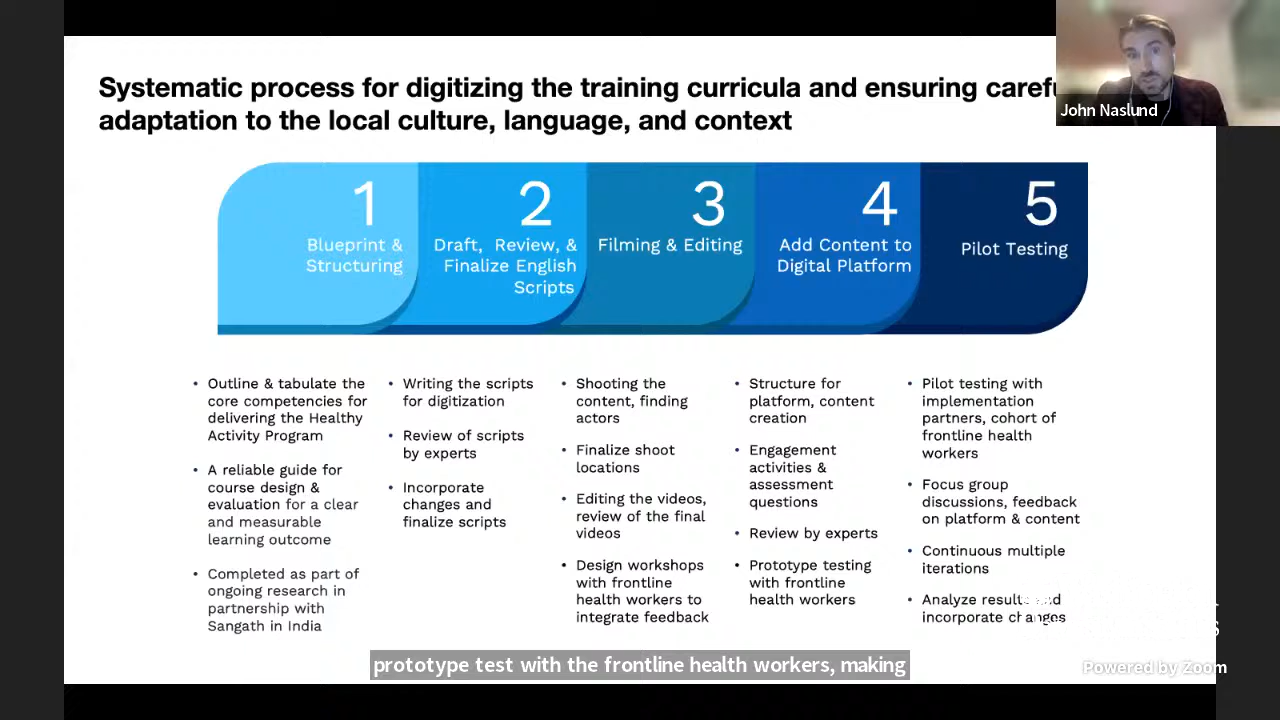 Systematic process for digitizing the training curricula and ensuring
adaptation to the local culture, language, and context
John Naslund
1
Blueprint &
Structuring
2
Draft, Review, &
Finalize English
Scripts
3
Filming & Editing
4
Add Content to
Digital Platform
5
Pilot Testing
• Outline & tabulate the
core competencies for
delivering the Healthy
Activity Program
• A reliable guide for
course design &
evaluation for a clear
and measurable
learning outcome
• Completed as part of
ongoing research in
partnership with
Sangath in India
• Writing the scripts
for digitization
• Review of scripts
by experts
• Incorporate
changes and
finalize scripts
• Shooting the
content, finding
actors
• Finalize shoot
locations
• Editing the videos,
review of the final
videos
• Design workshops
with frontline
health workers to
integrate feedback
• Structure for
platform, content
creation
• Engagement
activities &
assessment
questions
• Review by experts
• Prototype testing
with frontline
health workers
• Pilot testing with
implementation
partners, cohort of
frontline health
workers
• Focus group
discussions, feedback
on platform & content
• Continuous multiple
iterations
• Analyze results and
incorporate changes
prototype test with the frontline health workers, making
Powered by Zoom